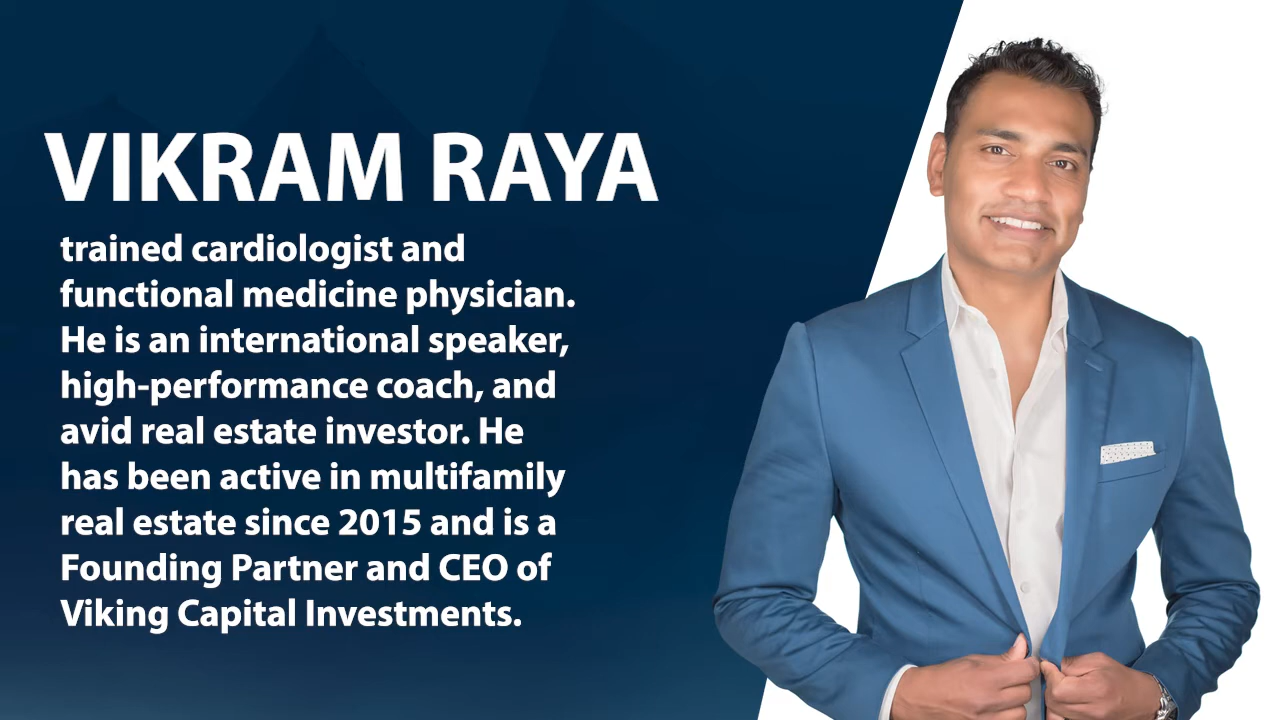 VIKRAM RAYA
trained cardiologist and
functional medicine physician.
He is an international speaker,
high-performance coach, and
avid real estate investor. He
has been active in multifamily
real estate since 2015 and is a
Founding Partner and CEO of
Viking Capital Investments.